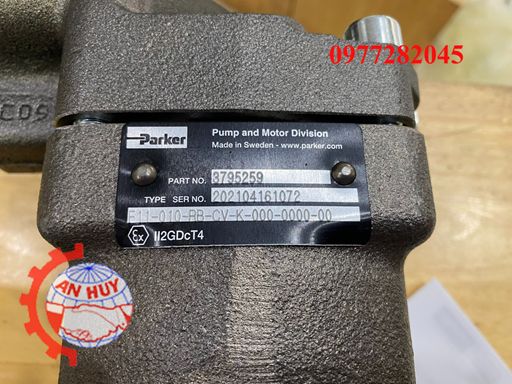 0977282045
Parker
Pump and Motor Division
Made in Sweden - www.parker.com
PART NO. 3795259
TYPE SER NO. 202104161072
F11-010-RB-CV-K-000-0000-00
Ex II2GDcT4
AN HUY